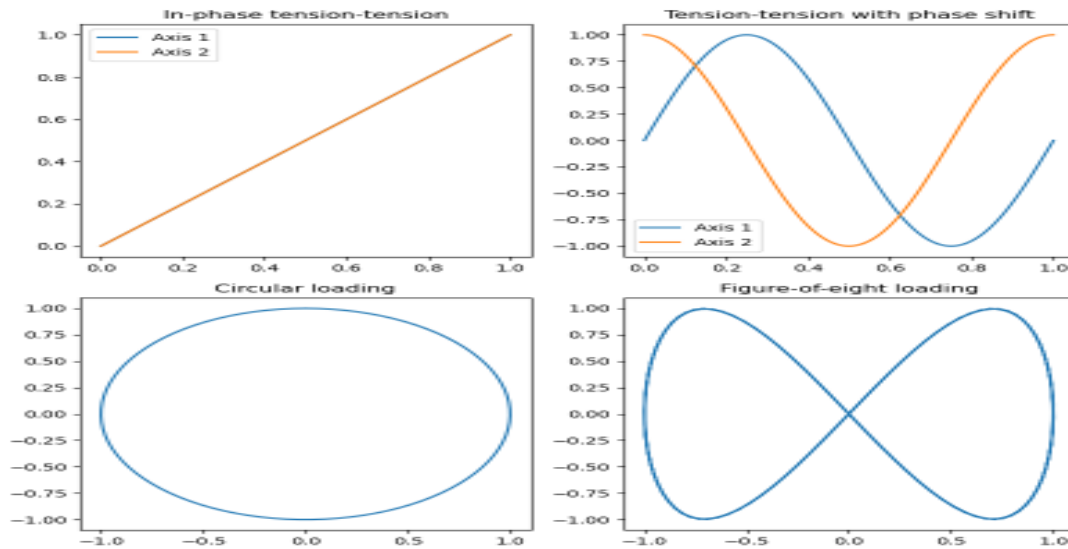 In-phase tension-tension
Axis 1
Axis 2
1.0
0.8
0.6
0.4
0.2
0.0
0.0 0.2 0.4 0.6 0.8 1.0
Tension-tension with phase shift
1.00
0.75
0.50
0.25
0.00
−0.25
−0.50
−0.75
−1.00
Axis 1
Axis 2
0.0 0.2 0.4 0.6 0.8 1.0
Circular loading
1.00
0.75
0.50
0.25
0.00
−0.25
−0.50
−0.75
−1.00
−1.0 −0.5 0.0 0.5 1.0
Figure-of-eight loading
1.00
0.75
0.50
0.25
0.00
−0.25
−0.50
−0.75
−1.00
−1.0 −0.5 0.0 0.5 1.0